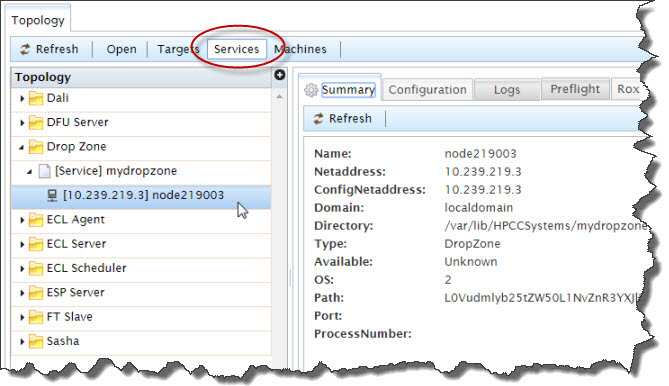 Topology
Refresh Open Targets Services Machines
Topology
Dali
DFU Server
Drop Zone
[Service] mydropzone
[10.239.219.3] node219003
ECL Agent
ECL Server
ECL Scheduler
ESP Server
FT Slave
Sasha
Summary Configuration Logs Preflight Rox
Refresh
Name: node219003
Netaddress: 10.239.219.3
ConfigNetaddress: 10.239.219.3
Domain: localdomain
Directory: /var/lib/HPCCSystems/mydropzone
Type: DropZone
Available: Unknown
OS: 2
Path:
Port:
ProcessNumber: